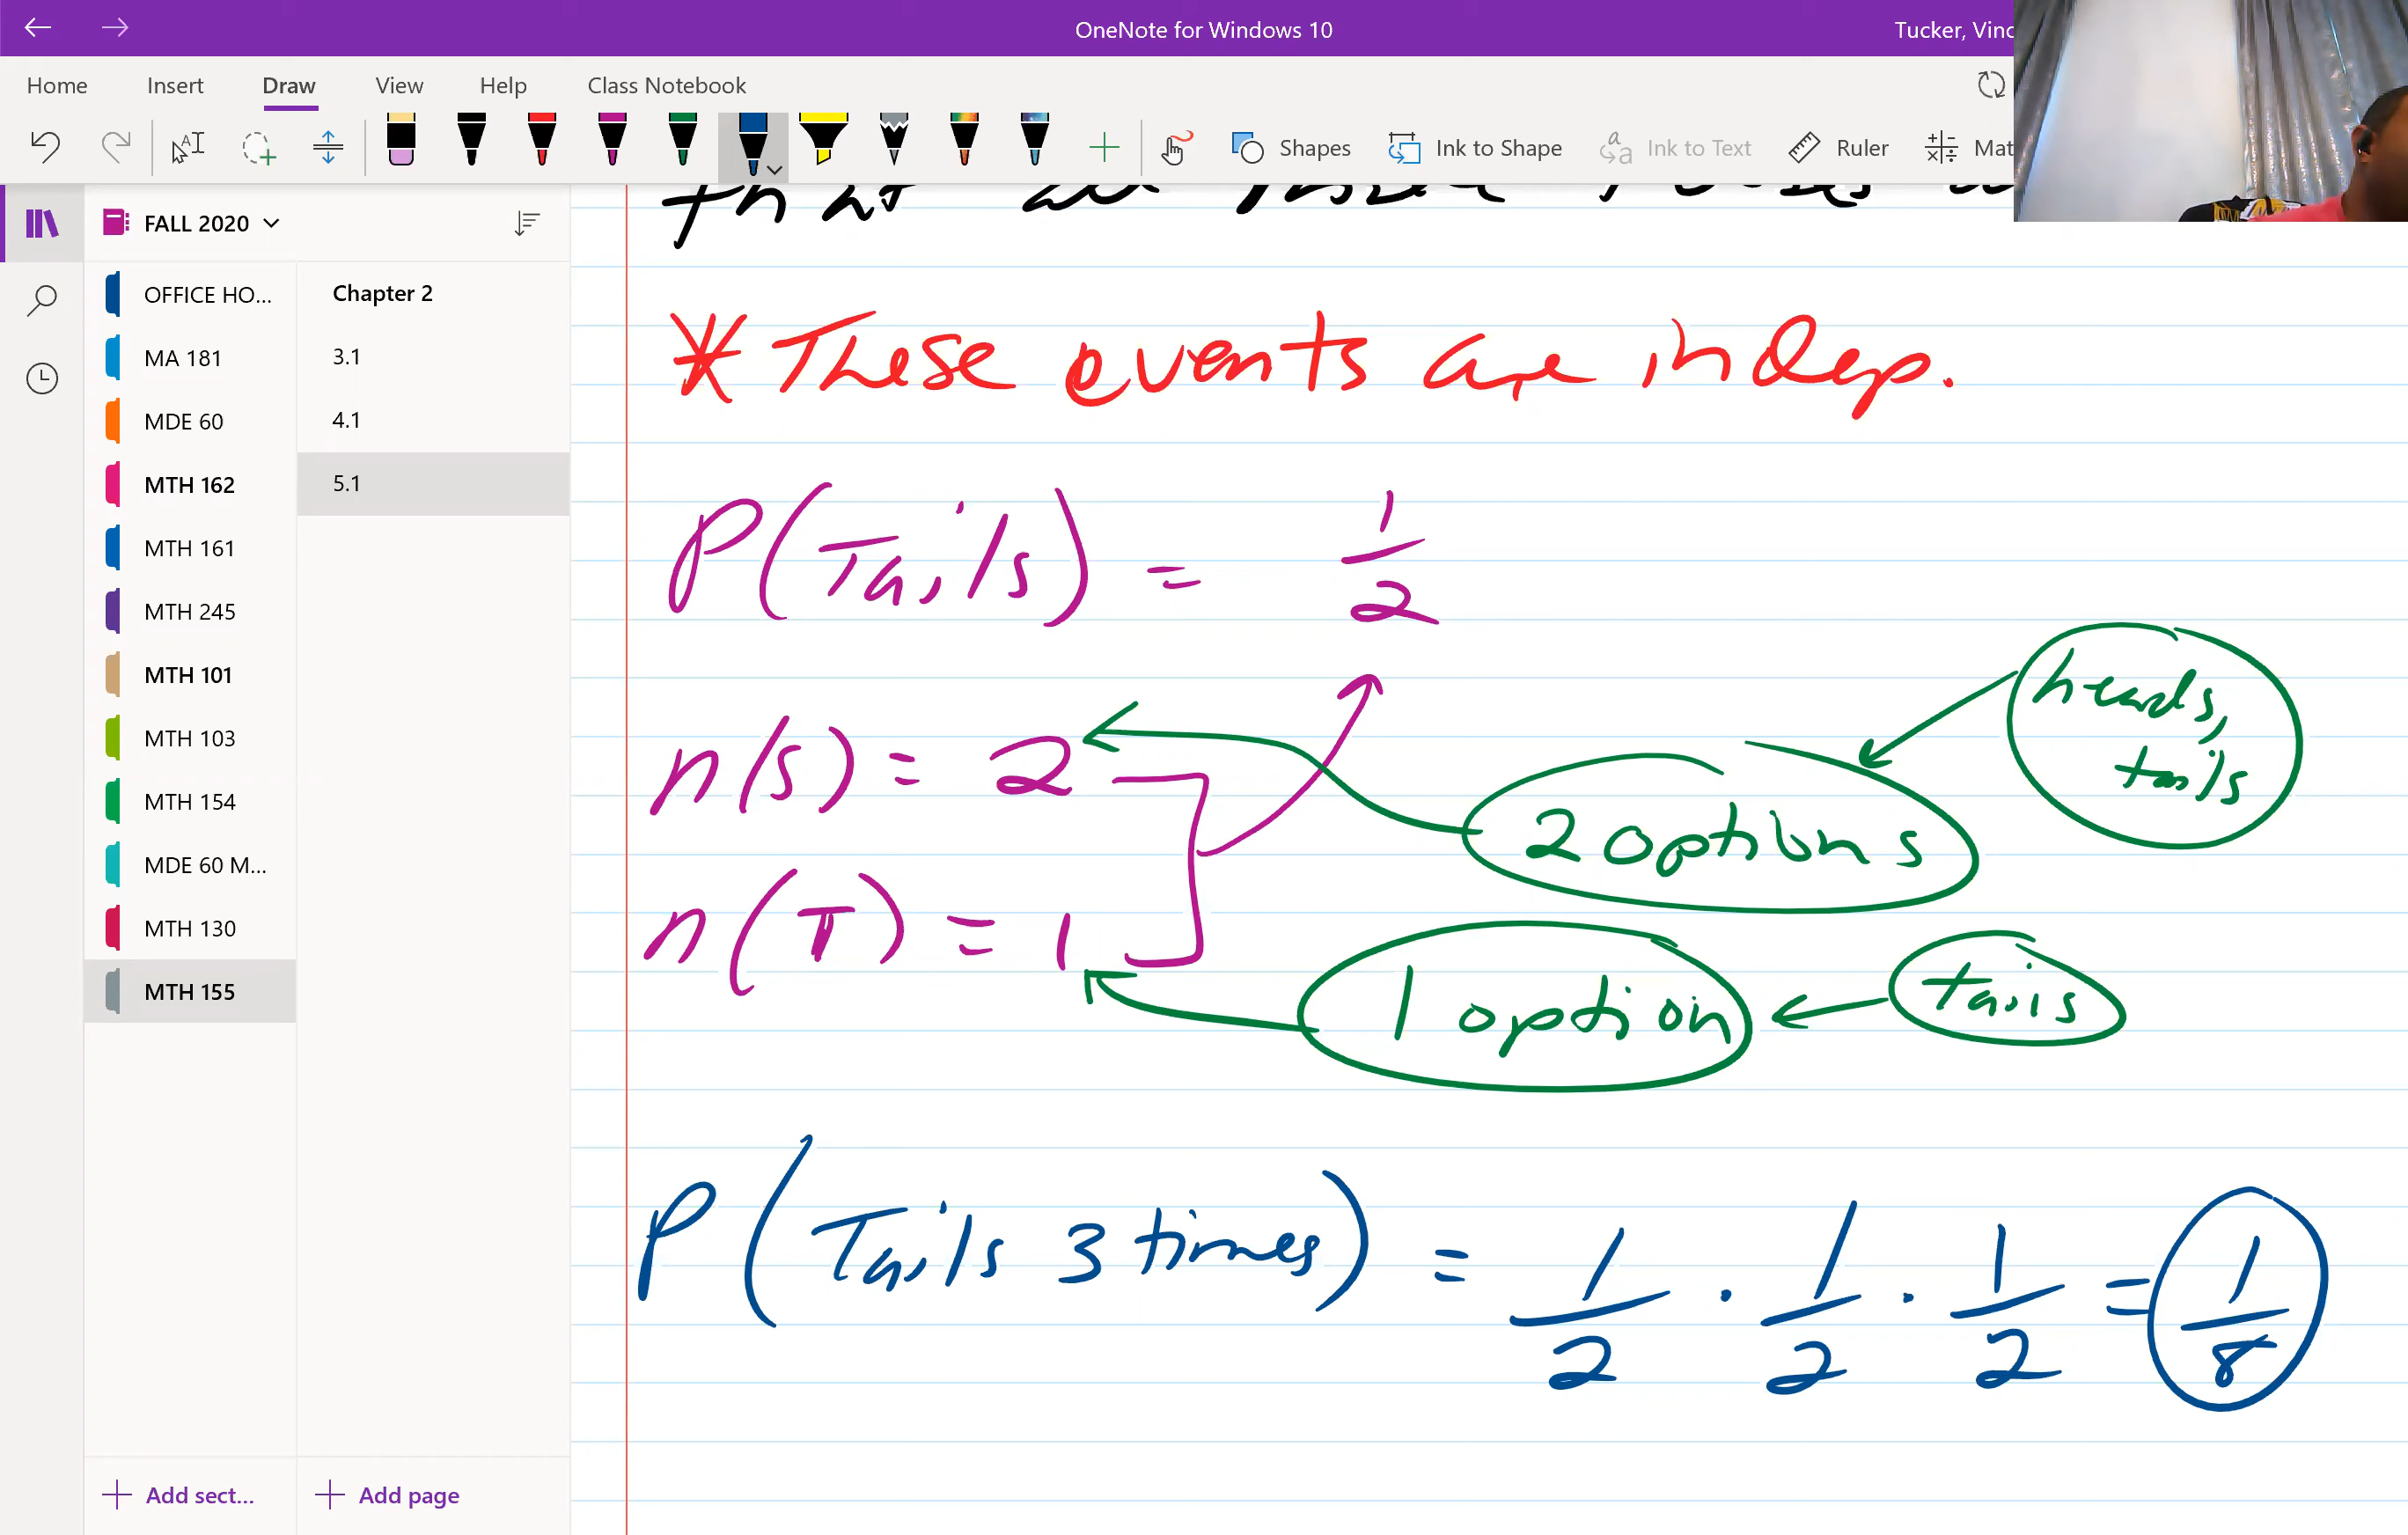 OneNote for Windows 10
Tucker, Vinc
Home Insert Draw View Help Class Notebook
Shapes Ink to Shape Ink to Text Ruler Mat
FALL 2020
OFFICE HO...
MA 181
MDE 60
MTH 162
MTH 161
MTH 245
MTH 101
MTH 103
MTH 154
MDE 60 M...
MTH 130
MTH 155
Add sect...
Chapter 2
3.1
4.1
5.1
Add page
* These events are indep.
P(Tails) = 1/2
heads,
tails
n(s) = 2
2 options
n(T) = 1
1 option
tails
P(Tails 3 times) = 1/2 · 1/2 · 1/2 = 1/8